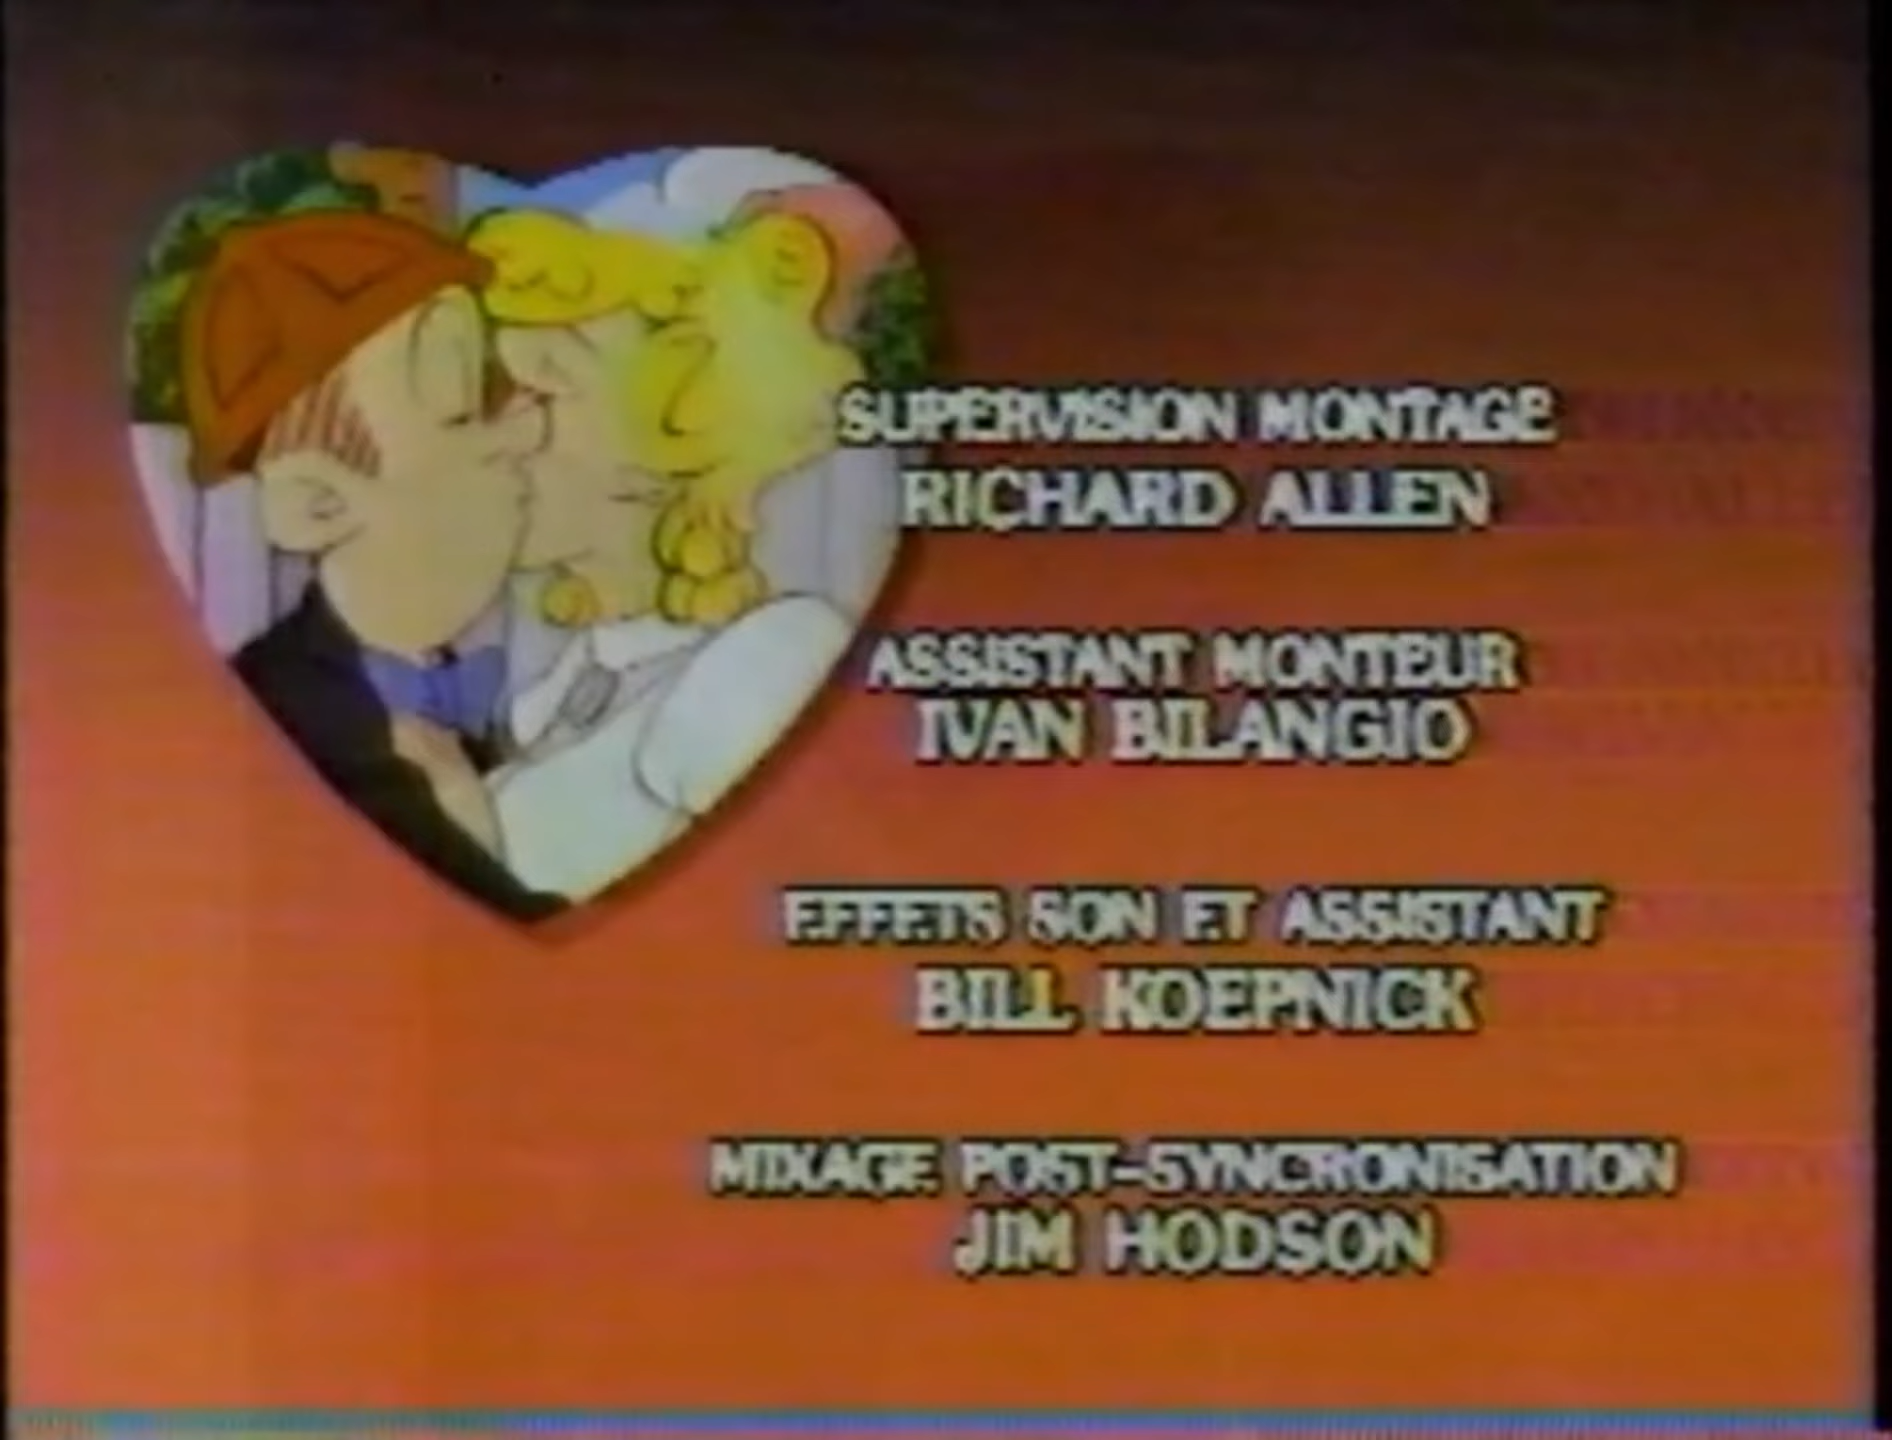 SUPERVISION MONTAGE
RICHARD ALLEN
ASSISTANT MONTEUR
IVAN BILANGIO
EFFETS SON ET ASSISTANT
BILL KOEPNICK
MIXAGE POST-SYNCRONISATION
JIM HODSON